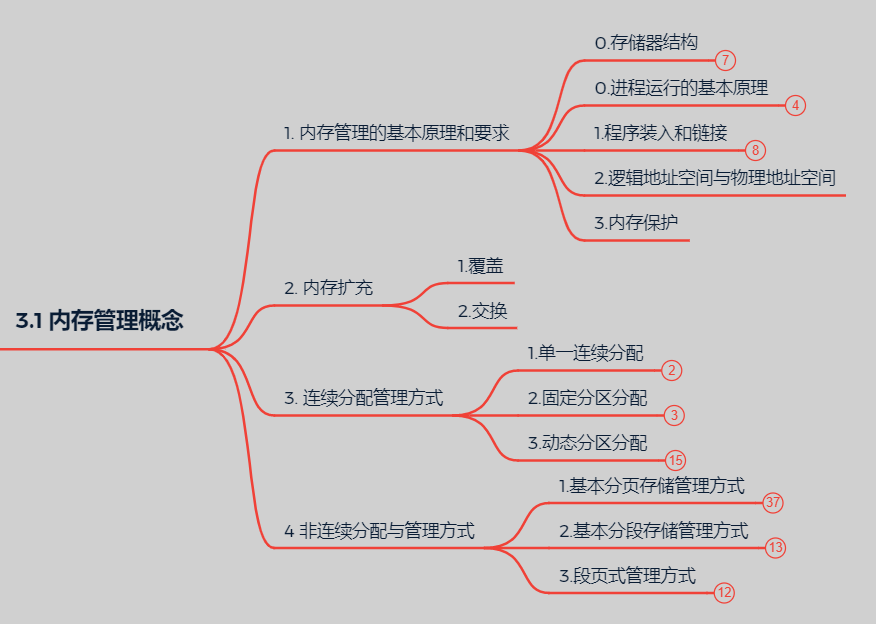 3.1 内存管理概念
1. 内存管理的基本原理和要求
0.存储器结构
7
0.进程运行的基本原理
4
1.程序装入和链接
8
2.逻辑地址空间与物理地址空间
3.内存保护
2. 内存扩充
1.覆盖
2.交换
3. 连续分配管理方式
1.单一连续分配
2
2.固定分区分配
3
3.动态分区分配
15
4 非连续分配与管理方式
1.基本分页存储管理方式
37
2.基本分段存储管理方式
13
3.段页式管理方式
12